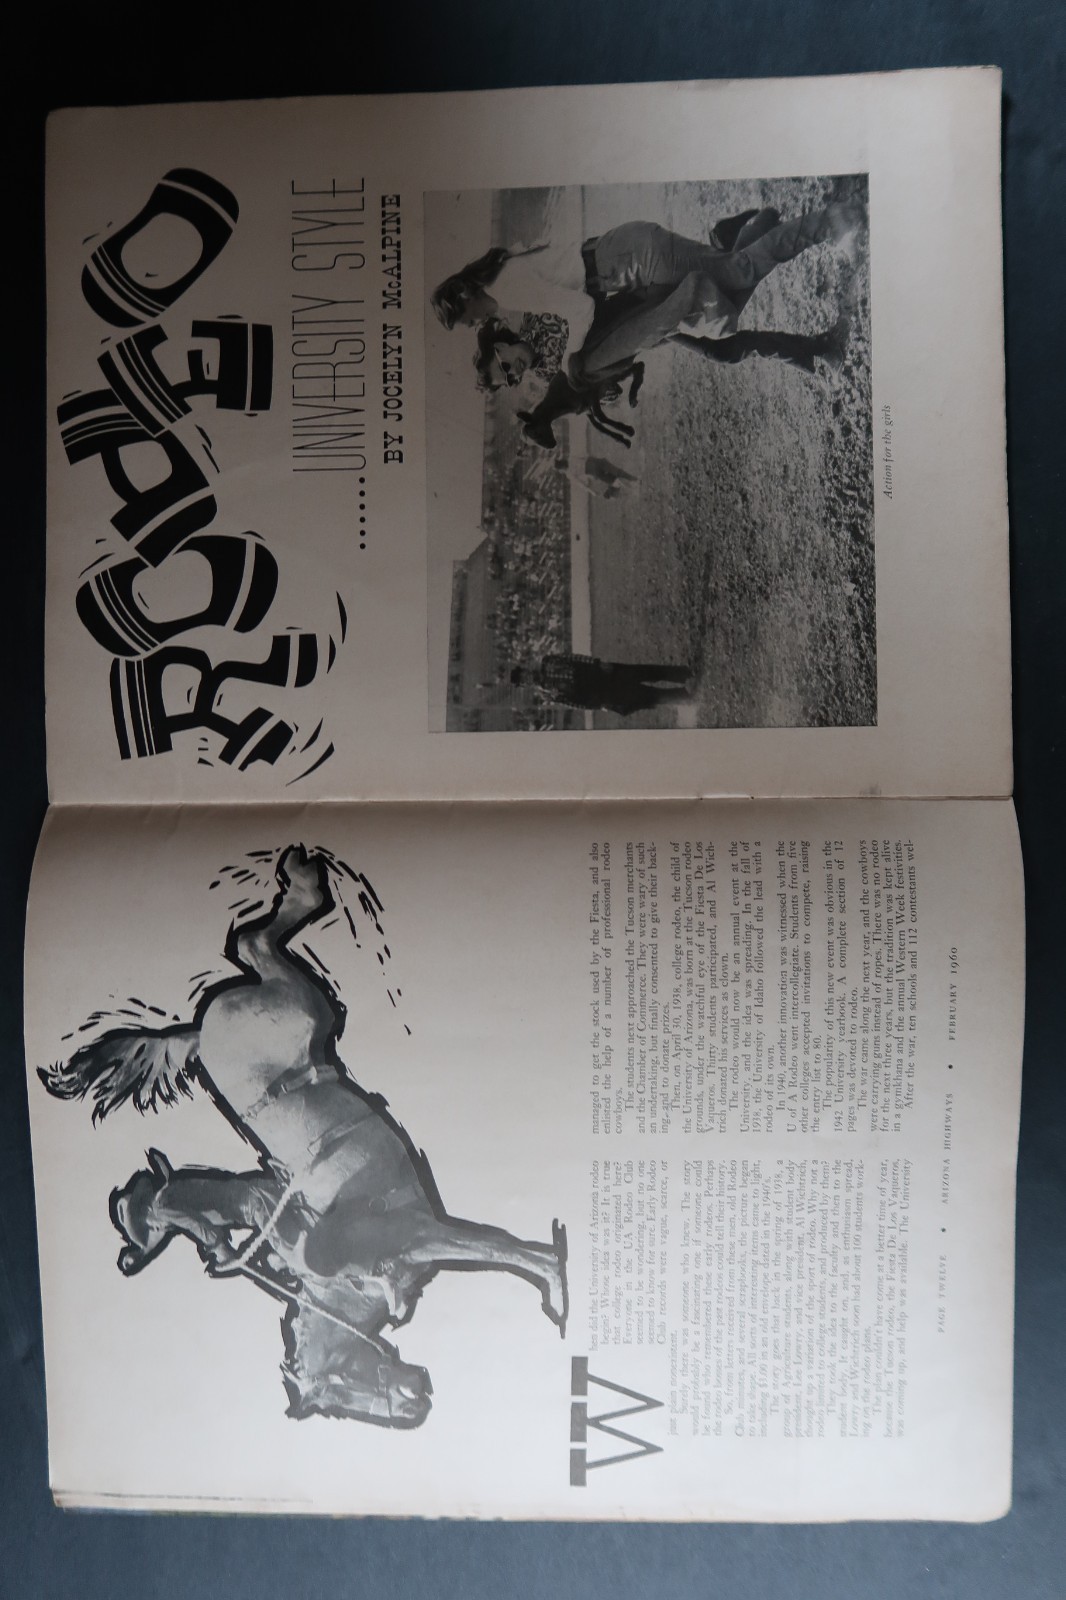 When did the University of Arizona rodeo
begin? Whose idea was it? It is true
that college rodeo originated here?
Everyone in the UA Rodeo Club
seemed to be wondering, but no one
seemed to know for sure. Early Rodeo
Club records were vague, scarce, or
just plain nonexistent.
Surely there was someone who knew. The story
would probably be a fascinating one if someone could
be found who remembered those early rodeos. Perhaps
the rodeo bosses of the past rodeos could tell their history.
So, from letters received from these men, old Rodeo
Club minutes, and several scrapbooks, the picture began
to take shape. All sorts of interesting items came to light,
including $1.00 in an old envelope dated in the 1940's.
The story goes that back in the spring of 1938, a
group of Agriculture students, along with student body
president, Lee Lowry, and vice president, Al Wichtrich,
thought up a variation of the sport of rodeo. Why not a
rodeo limited to college students, and produced by them?
They took the idea to the faculty and then to the
student body. It caught on, and, as enthusiasm spread,
Lowry and Wichtrich soon had about 100 students work-
ing on the rodeo plans.
The plan couldn't have come at a better time of year,
because the Tucson rodeo, the Fiesta De Los Vaqueros,
was coming up, and help was available. The University
managed to get the stock used by the Fiesta, and also
enlisted the help of a number of professional rodeo
cowboys.
The students next approached the Tucson merchants
and the Chamber of Commerce. They were wary of such
an undertaking, but finally consented to give their back-
ing—and to donate prizes.
Then, on April 30, 1938, college rodeo, the child of
the University of Arizona, was born at the Tucson rodeo
grounds, under the watchful eye of the Fiesta De Los
Vaqueros. Thirty students participated, and Al Wich-
trich donated his services as clown.
The rodeo would now be an annual event at the
University, and the idea was spreading. In the fall of
1938, the University of Idaho followed the lead with a
rodeo of its own.
In 1940, another innovation was witnessed when the
U of A Rodeo went intercollegiate. Students from five
other colleges accepted invitations to compete, raising
the entry list to 80.
The popularity of this new event was obvious in the
1942 University yearbook. A complete section of 12
pages was devoted to rodeo.
The war came along the next year, and the cowboys
were carrying guns instead of ropes. There was no rodeo
for the next three years, but the tradition was kept alive
in a gymkhana and the annual Western Week festivities.
After the war, ten schools and 112 contestants wel-
PAGE TWELVE • ARIZONA HIGHWAYS • FEBRUARY 1960
RODEO
.......UNIVERSITY STYLE
BY JOCELYN McALPINE
Action for the girls